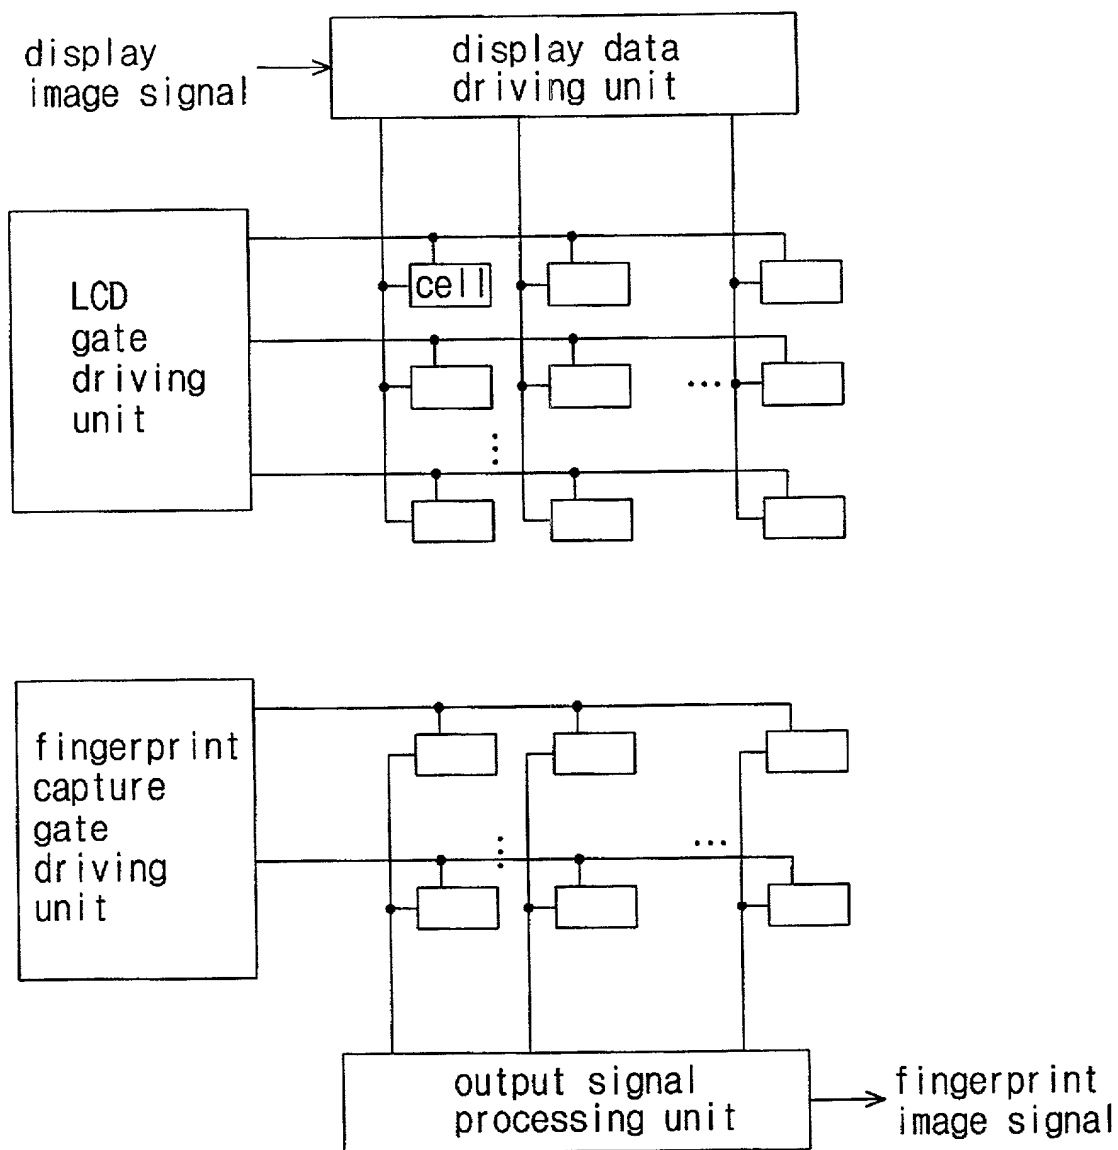 display
image signal
display data
driving unit
LCD
gate
driving
unit
cell
fingerprint
capture
gate
driving
unit
output signal
processing unit
fingerprint
image signal